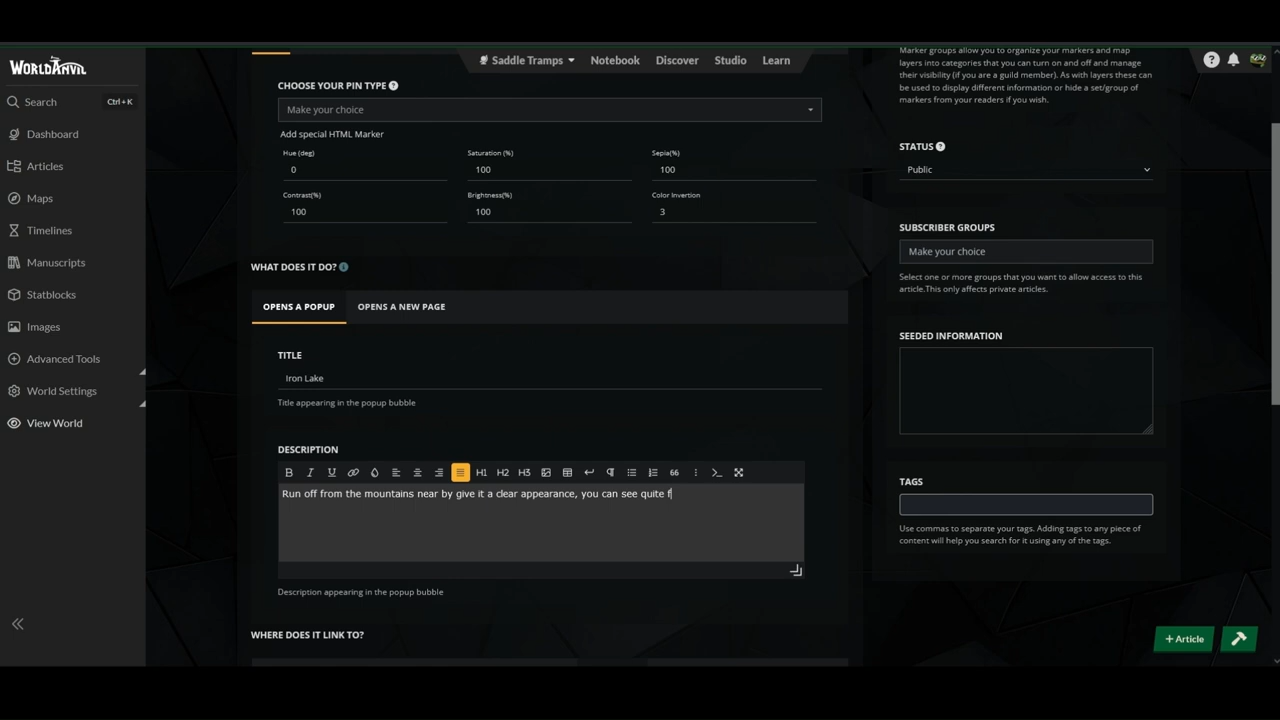 WORLDANVIL
Search Ctrl+K
Dashboard
Articles
Maps
Timelines
Manuscripts
Statblocks
Images
Advanced Tools
World Settings
View World
Saddle Tramps Notebook Discover Studio Learn
CHOOSE YOUR PIN TYPE
Make your choice
Add special HTML Marker
Hue (deg) Saturation (%) Sepia(%)
0 100 100
Contrast(%) Brightness(%) Color Invertion
100 100 3
WHAT DOES IT DO?
OPENS A POPUP OPENS A NEW PAGE
TITLE
Iron Lake
Title appearing in the popup bubble
DESCRIPTION
B I U H1 H2 H3
Run off from the mountains near by give it a clear appearance, you can see quite f
Description appearing in the popup bubble
WHERE DOES IT LINK TO?
Marker groups allow you to organize your markers and map
layers into categories that you can turn on and off and manage
their visibility (if you are a guild member). As with layers these can
be used to display different information or hide a set/group of
markers from your readers if you wish.
STATUS
Public
SUBSCRIBER GROUPS
Make your choice
Select one or more groups that you want to allow access to this
article.This only affects private articles.
SEEDED INFORMATION
TAGS
Use commas to separate your tags. Adding tags to any piece of
content will help you search for it using any of the tags.
+ Article